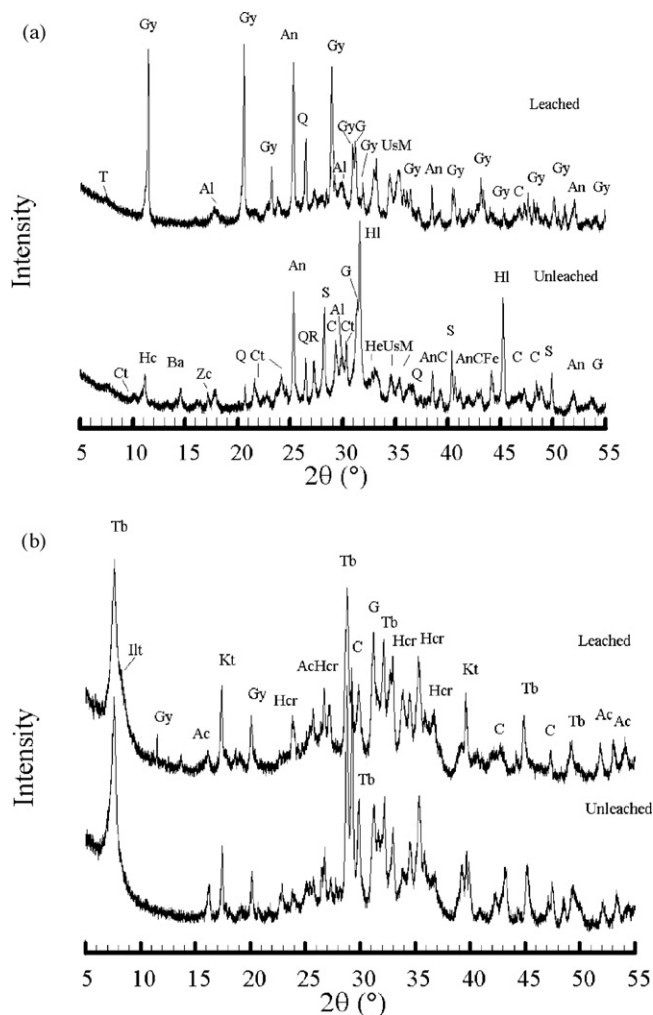 (a)
Gy Gy An Gy
Q
GyG
Leached
Gy Al Gy UsM Gy An Gy Gy Gy C Gy Gy An Gy
T Al
Intensity
Hl
Unleached
An G Hl
S C Al Ct S
Ct Hc Ba Zc Q Ct QR He UsM Q AnC AnCFe C C S An G
5 10 15 20 25 30 35 40 45 50 55
2θ (°)
(b)
Tb Tb
G
C Tb Hcr Hcr
Leached
Ilt Kt AcHcr Kt
Gy Ac Gy Hcr Hcr C Tb C Tb Ac Ac
Intensity
Tb
Unleached
5 10 15 20 25 30 35 40 45 50 55
2θ (°)